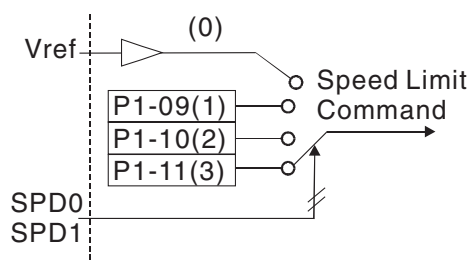 (0)
Vref
Speed Limit
Command
P1-09(1)
P1-10(2)
P1-11(3)
SPD0
SPD1